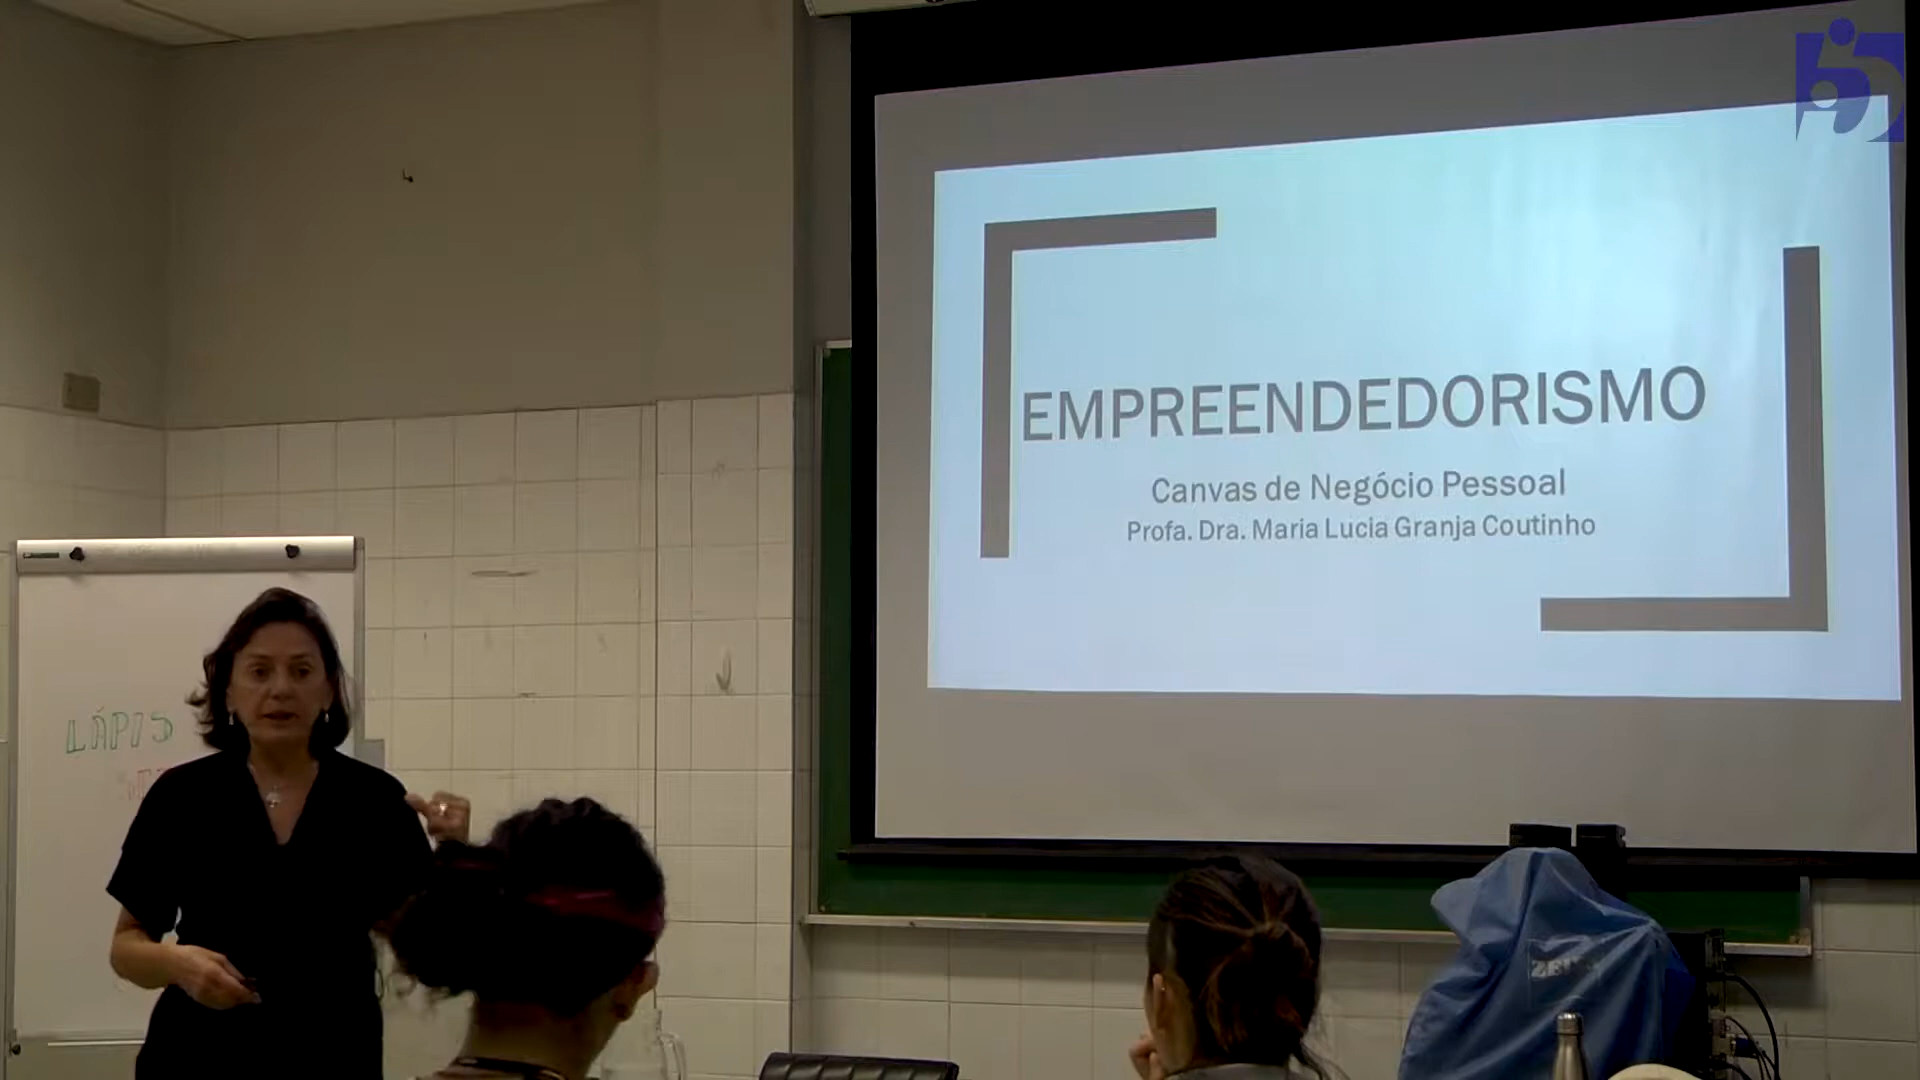 EMPREENDEDORISMO
Canvas de Negócio Pessoal
Profa. Dra. Maria Lucia Granja Coutinho
LÁPIS